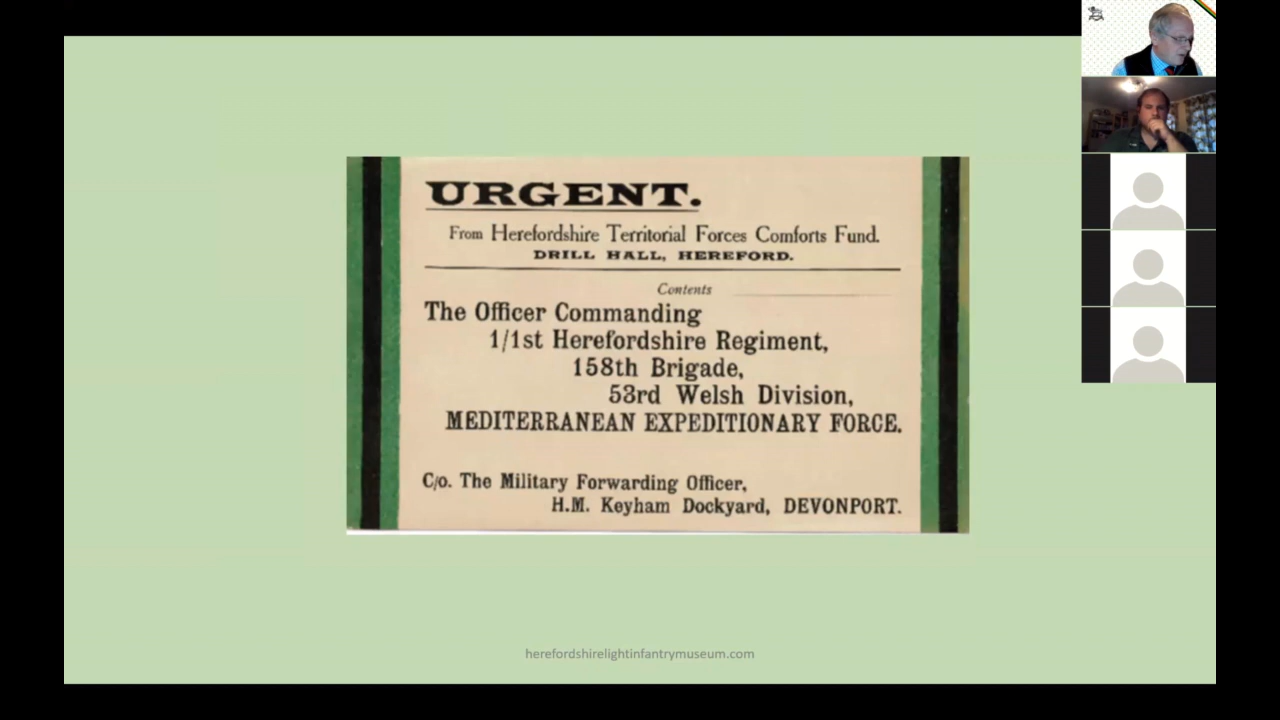 URGENT.
From Herefordshire Territorial Forces Comforts Fund.
DRILL HALL, HEREFORD.
Contents
The Officer Commanding
1/1st Herefordshire Regiment,
158th Brigade,
53rd Welsh Division,
MEDITERRANEAN EXPEDITIONARY FORCE.
C/o. The Military Forwarding Officer,
H.M. Keyham Dockyard, DEVONPORT.
herefordshirelightinfantrymuseum.com